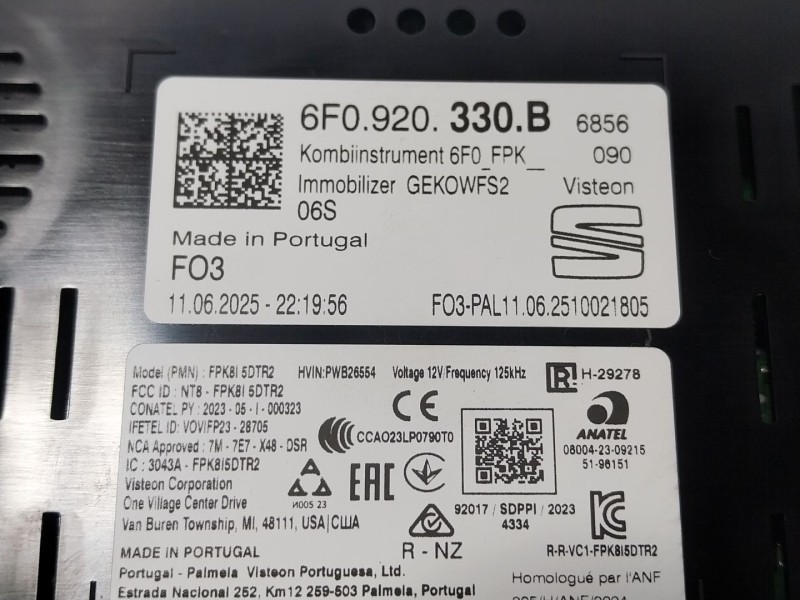 6F0.920. 330.B 6856
Kombiinstrument 6F0_FPK__ 090
Immobilizer GEKOWFS2 Visteon
06S
Made in Portugal
FO3
11.06.2025 - 22:19:56 FO3-PAL11.06.2510021805
Model (PMN) : FPK8I 5DTR2 HVIN:PWB26554 Voltage 12V/Frequency 125kHz R H-29278
FCC ID : NT8 - FPK8I 5DTR2
CONATEL PY : 2023 - 05 - I - 000323
IFETEL ID: VOVIFP23 - 28705
NCA Approved : 7M - 7E7 - X48 - DSR
CCAO23LP0790T0
CE
ANATEL
08004-23-09215
51-98151
IC : 3043A - FPK8I5DTR2
Visteon Corporation
One Village Center Drive
Van Buren Township, MI, 48111, USA|США
И005 23
EAC
92017 / SDPPI / 2023
4334
R - NZ
R-R-VC1-FPK8I5DTR2
MADE IN PORTUGAL
Portugal - Palmela Visteon Portuguesa, Ltd.
Estrada Nacional 252, Km12 259-503 Palmela, Portugal
Homologué par l'ANF